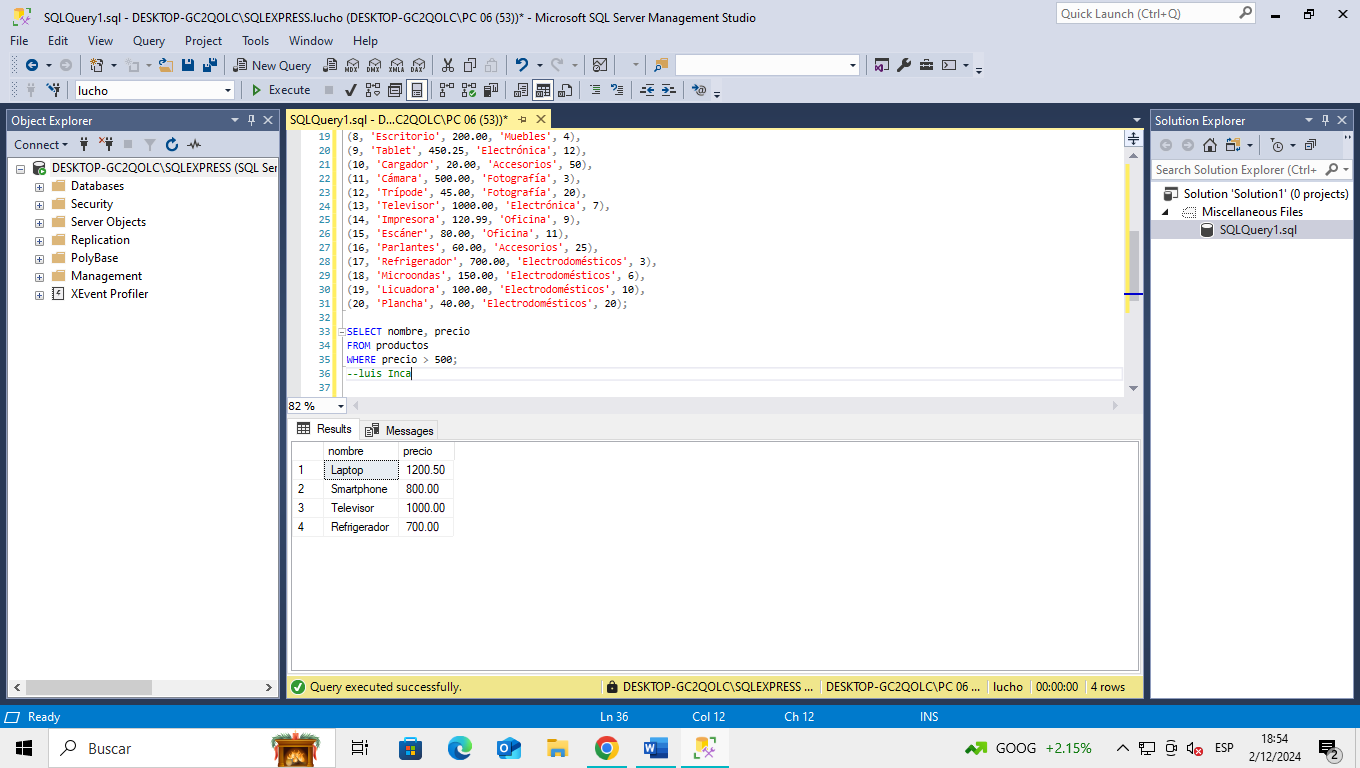 SQLQuery1.sql - DESKTOP-GC2QOLC\SQLEXPRESS.lucho (DESKTOP-GC2QOLC\PC 06 (53))* - Microsoft SQL Server Management Studio
Quick Launch (Ctrl+Q)
File Edit View Query Project Tools Window Help
New Query MDX DMX XMLA DAX
lucho Execute
Object Explorer
Connect
DESKTOP-GC2QOLC\SQLEXPRESS (SQL Ser
Databases
Security
Server Objects
Replication
PolyBase
Management
XEvent Profiler
SQLQuery1.sql - D...C2QOLC\PC 06 (53))*
19 (8, 'Escritorio', 200.00, 'Muebles', 4),
20 (9, 'Tablet', 450.25, 'Electrónica', 12),
21 (10, 'Cargador', 20.00, 'Accesorios', 50),
22 (11, 'Cámara', 500.00, 'Fotografía', 3),
23 (12, 'Trípode', 45.00, 'Fotografía', 20),
24 (13, 'Televisor', 1000.00, 'Electrónica', 7),
25 (14, 'Impresora', 120.99, 'Oficina', 9),
26 (15, 'Escáner', 80.00, 'Oficina', 11),
27 (16, 'Parlantes', 60.00, 'Accesorios', 25),
28 (17, 'Refrigerador', 700.00, 'Electrodomésticos', 3),
29 (18, 'Microondas', 150.00, 'Electrodomésticos', 6),
30 (19, 'Licuadora', 100.00, 'Electrodomésticos', 10),
31 (20, 'Plancha', 40.00, 'Electrodomésticos', 20);
32
33 SELECT nombre, precio
34 FROM productos
35 WHERE precio > 500;
36 --luis Inca
37
82 %
Results Messages
nombre precio
1 Laptop 1200.50
2 Smartphone 800.00
3 Televisor 1000.00
4 Refrigerador 700.00
Query executed successfully. DESKTOP-GC2QOLC\SQLEXPRESS ... DESKTOP-GC2QOLC\PC 06 ... lucho 00:00:00 4 rows
Solution Explorer
Search Solution Explorer (Ctrl+
Solution 'Solution1' (0 projects)
Miscellaneous Files
SQLQuery1.sql
Ready Ln 36 Col 12 Ch 12 INS
Buscar
GOOG +2.15%
ESP
18:54
2/12/2024
2